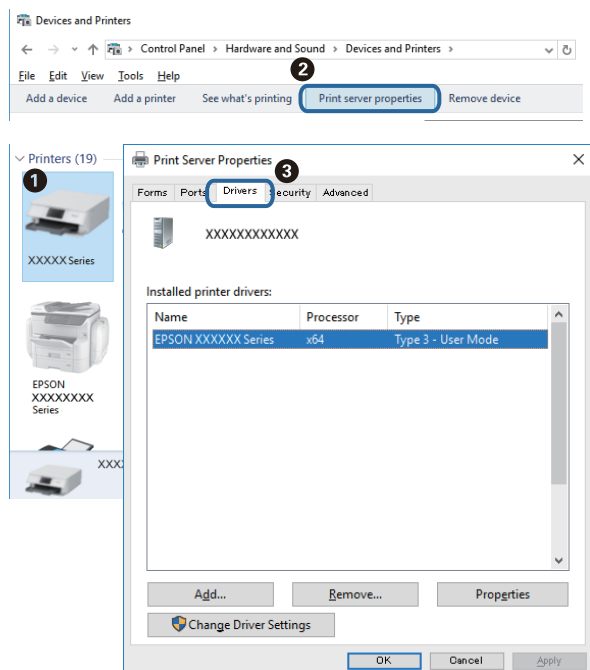 Devices and Printers
Control Panel > Hardware and Sound > Devices and Printers >
File Edit View Tools Help
2
Add a device Add a printer See what's printing Print server properties Remove device
Printers (19)
1
XXXXX Series
EPSON
XXXXXXXX
Series
XXX
Print Server Properties
3
Forms Ports Drivers Security Advanced
XXXXXXXXXXXX
Installed printer drivers:
Name Processor Type
EPSON XXXXXX Series x64 Type 3 - User Mode
Add... Remove... Properties
Change Driver Settings
OK Cancel Apply